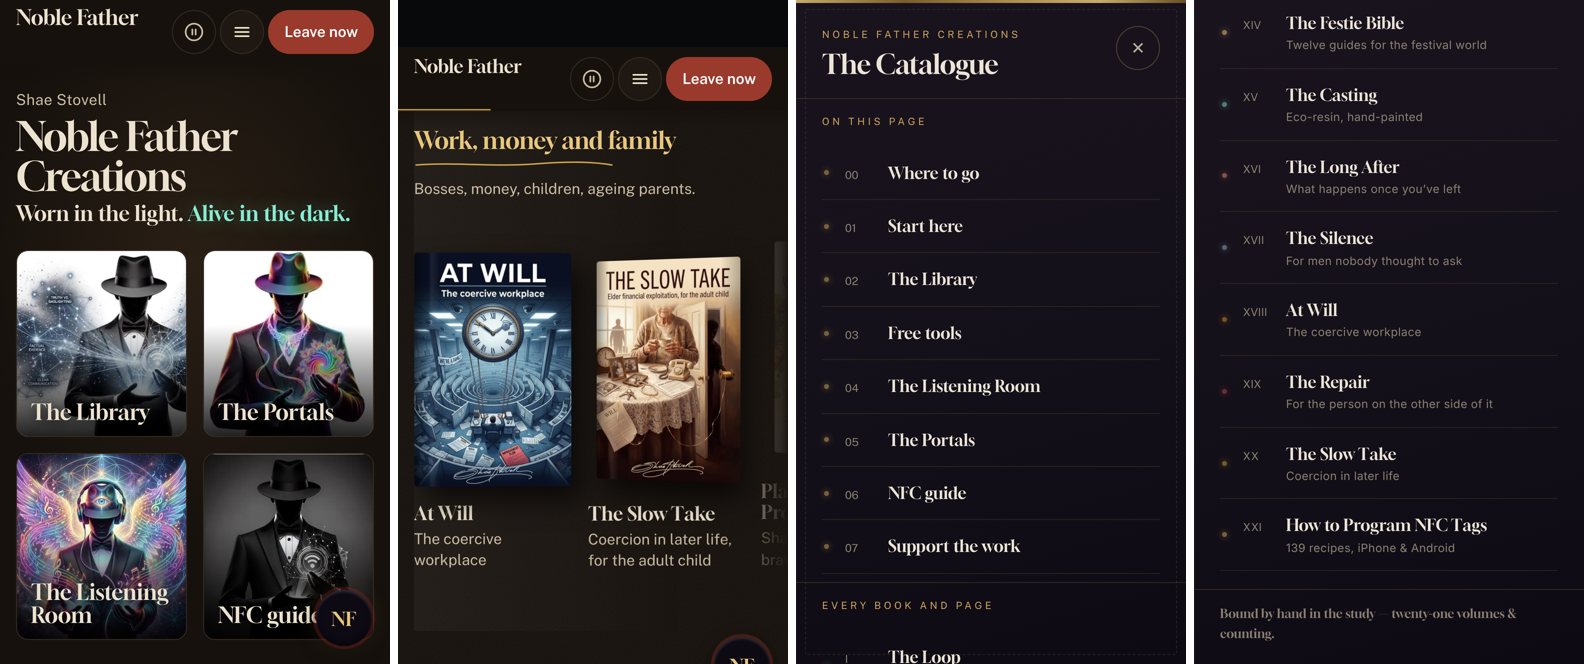 Noble Father
Leave now
Shae Stovell
Noble Father
Creations
Worn in the light. Alive in the dark.
The Library
The Portals
The Listening
Room
NFC guide
NF
Noble Father
Leave now
Work, money and family
Bosses, money, children, ageing parents.
AT WILL
The coercive workplace
THE SLOW TAKE
Elder financial exploitation, for the adult child
At Will
The coercive
workplace
The Slow Take
Coercion in later life,
for the adult child
NF
NOBLE FATHER CREATIONS
The Catalogue
ON THIS PAGE
00 Where to go
01 Start here
02 The Library
03 Free tools
04 The Listening Room
05 The Portals
06 NFC guide
07 Support the work
EVERY BOOK AND PAGE
I The Loop
XIV The Festie Bible
Twelve guides for the festival world
XV The Casting
Eco-resin, hand-painted
XVI The Long After
What happens once you've left
XVII The Silence
For men nobody thought to ask
XVIII At Will
The coercive workplace
XIX The Repair
For the person on the other side of it
XX The Slow Take
Coercion in later life
XXI How to Program NFC Tags
139 recipes, iPhone & Android
Bound by hand in the study — twenty-one volumes &
counting.